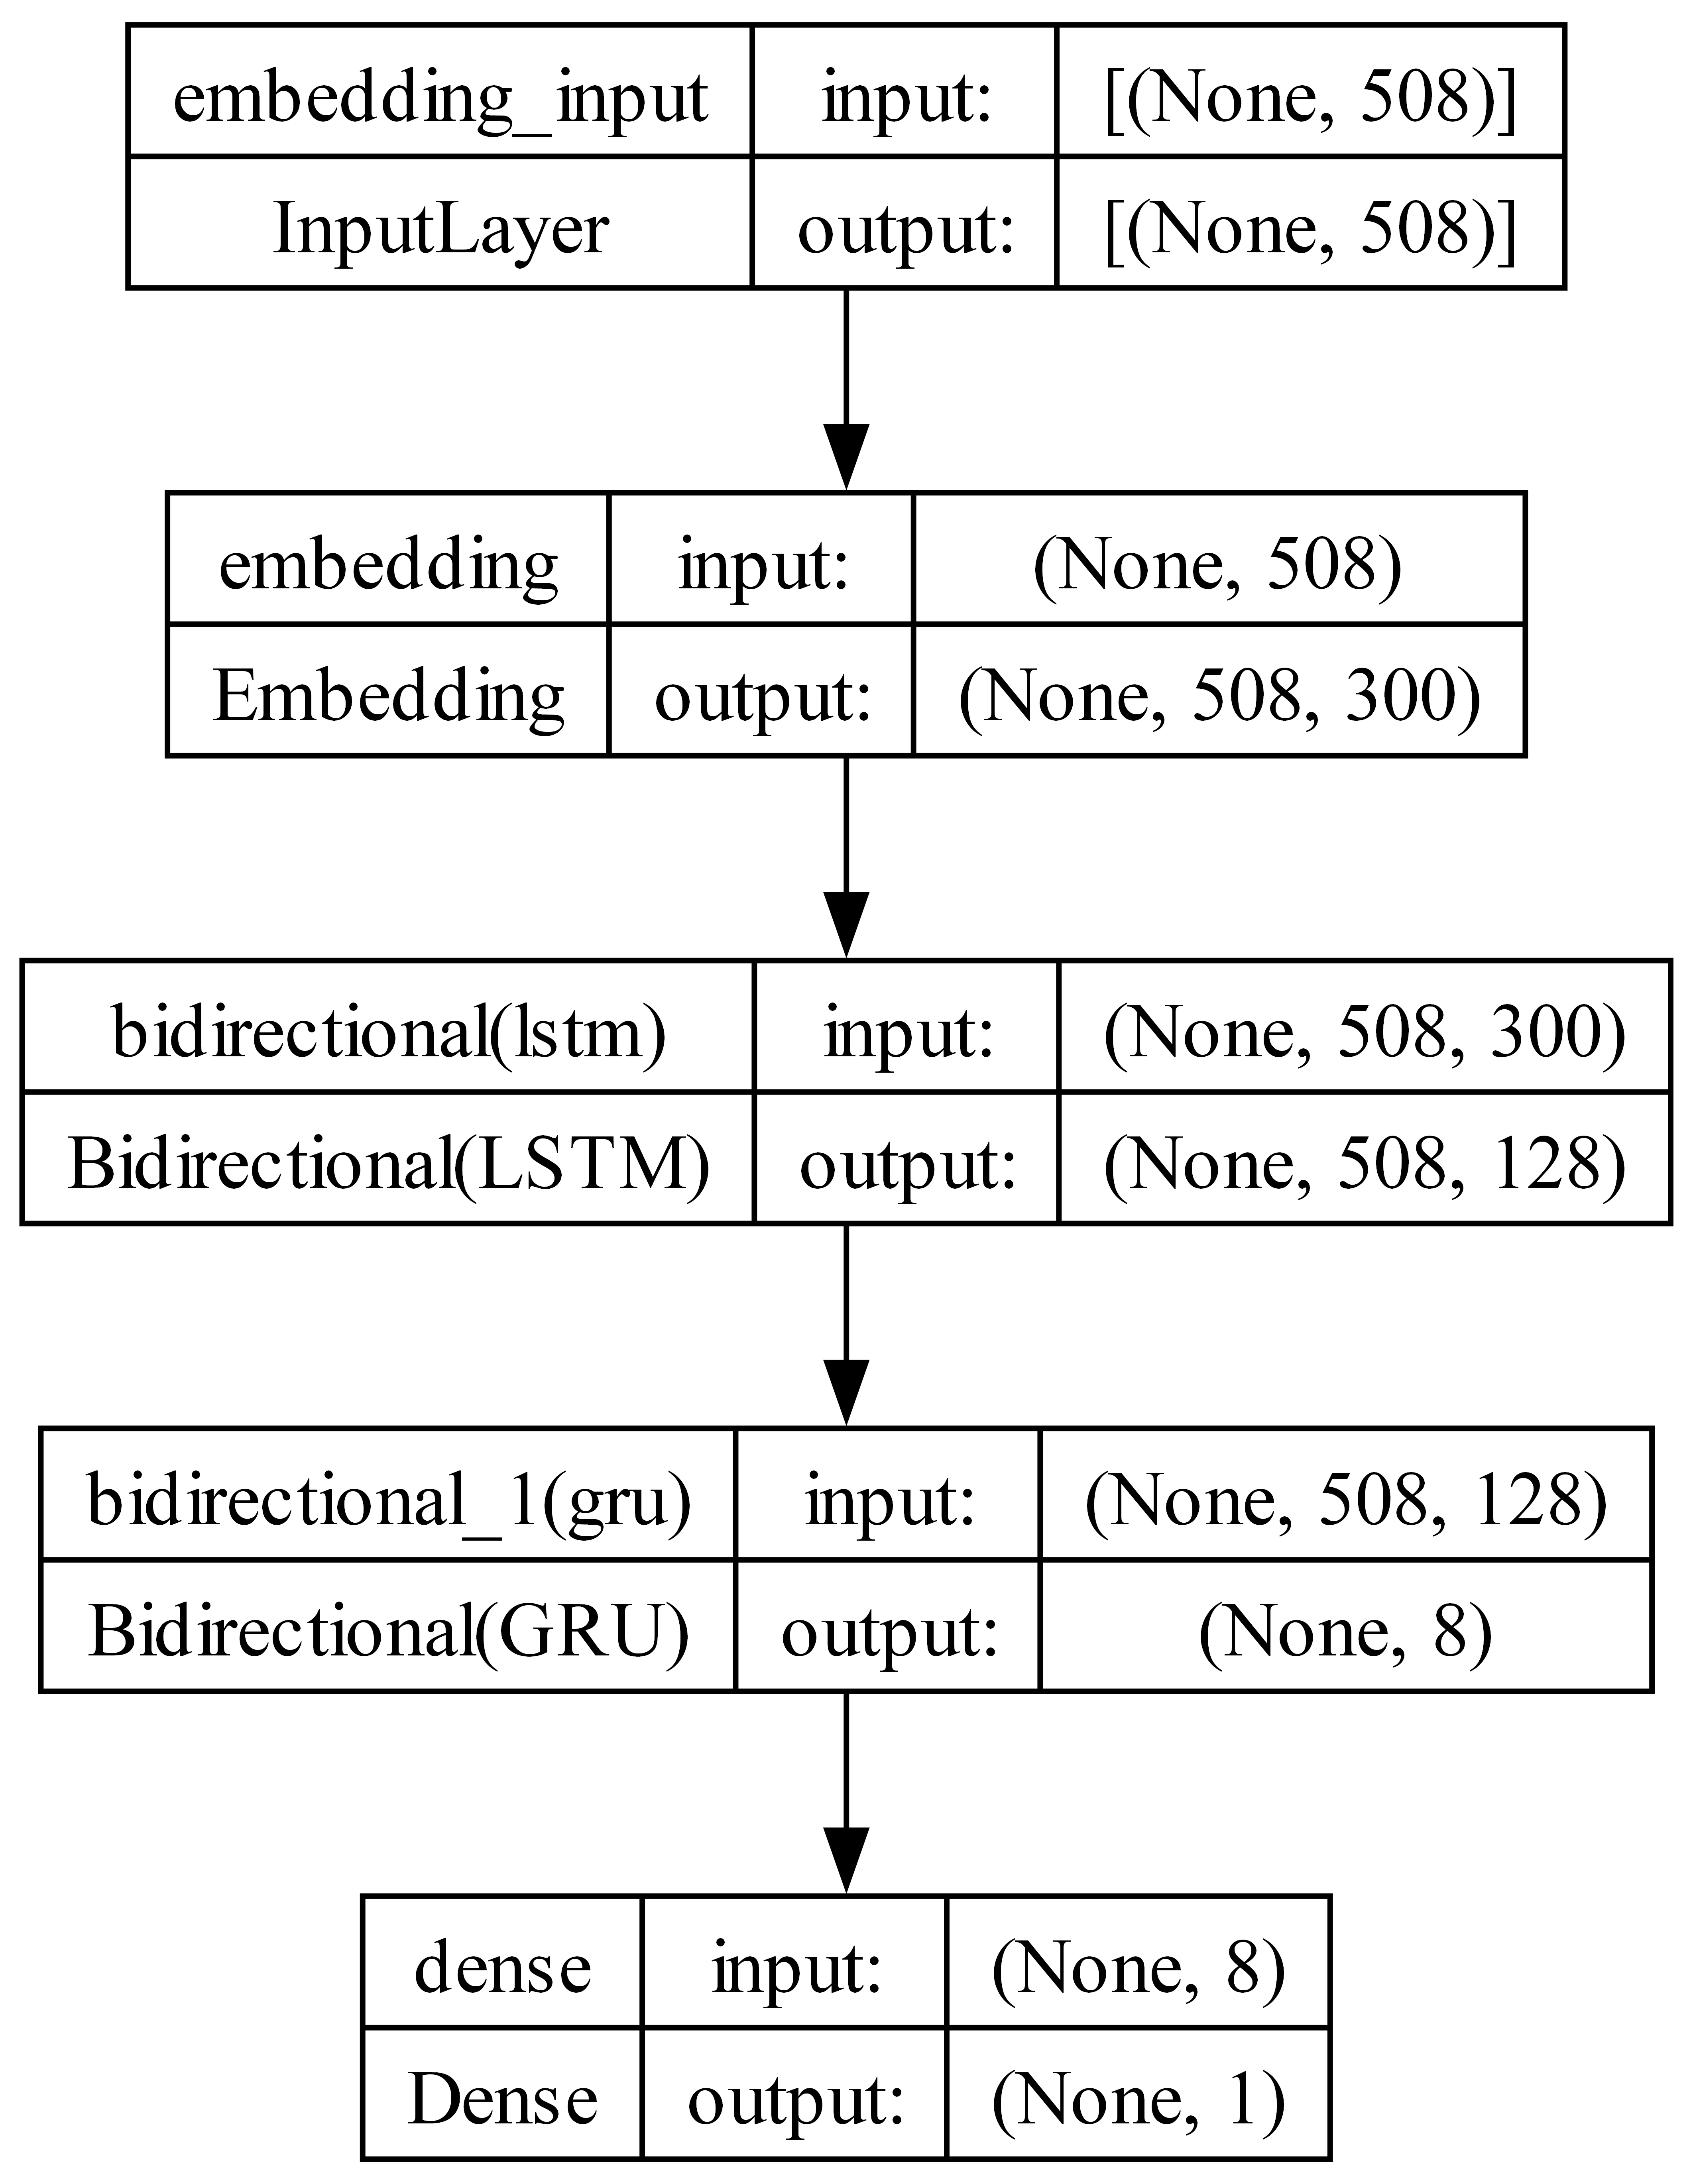 embedding_input input: [(None, 508)]
InputLayer output: [(None, 508)]
embedding input: (None, 508)
Embedding output: (None, 508, 300)
bidirectional(lstm) input: (None, 508, 300)
Bidirectional(LSTM) output: (None, 508, 128)
bidirectional_1(gru) input: (None, 508, 128)
Bidirectional(GRU) output: (None, 8)
dense input: (None, 8)
Dense output: (None, 1)